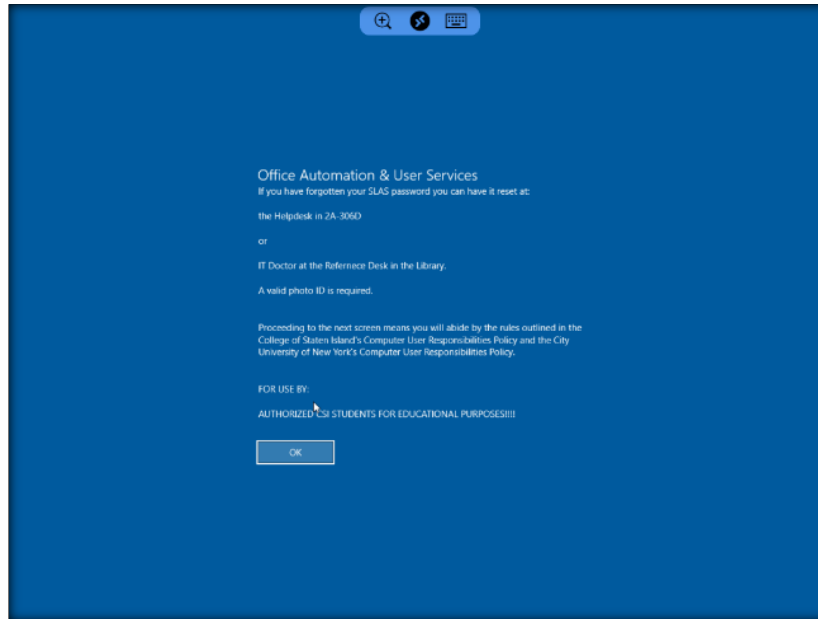 Office Automation & User Services
If you have forgotten your SLAS password you can have it reset at:
the Helpdesk in 2A-306D
or
IT Doctor at the Refernece Desk in the Library.
A valid photo ID is required.
Proceeding to the next screen means you will abide by the rules outlined in the
College of Staten Island's Computer User Responsibilities Policy and the City
University of New York's Computer User Responsibilities Policy.
FOR USE BY:
AUTHORIZED CSI STUDENTS FOR EDUCATIONAL PURPOSES!!!!
OK